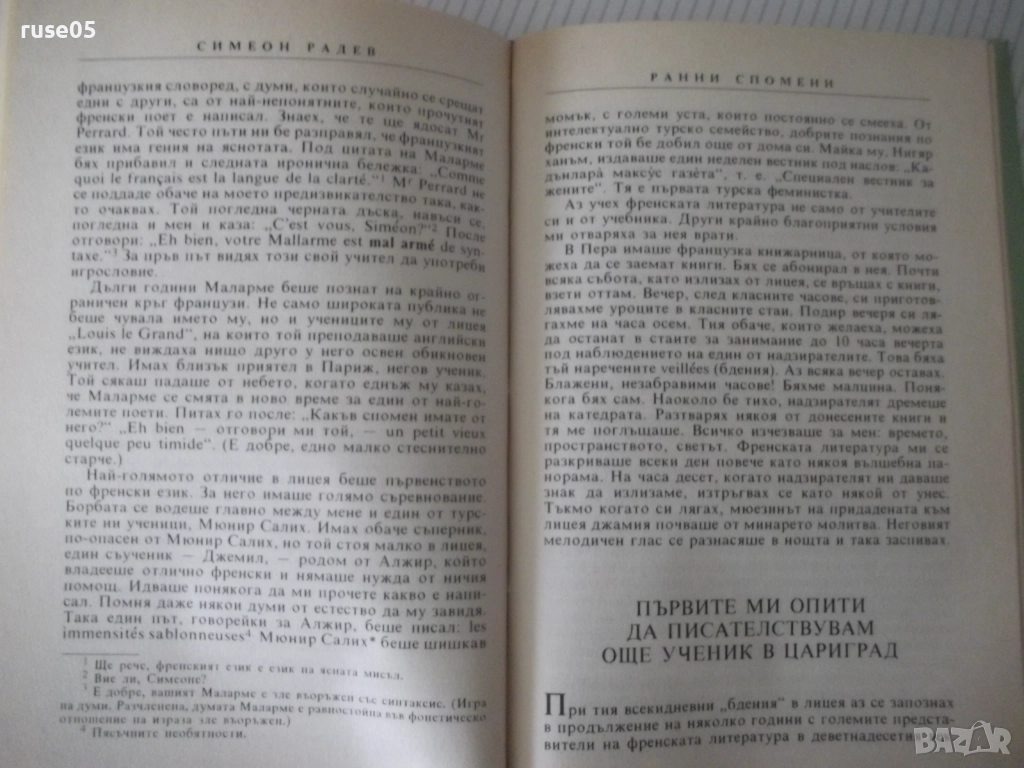 ruse05
СИМЕОН РАДЕВ
французкия словоред, с думи, които случайно се срещат
едни с други, са от най-непонятните, които прочутият
френски поет е написал. Знаех, че те ще ядосат Mr
Perrard. Той често пъти ни бе разправял, че французкият
език има гения на яснотата. Под цитата на Маларме
бях прибавил и следната иронична бележка: „Comme
quoi le français est la langue de la clarté.“¹ Mr Perrard не
се поддаде обаче на моето предизвикателство така, как-
то очаквах. Той погледна черната дъска, навъси се,
погледна и мен и каза: „C'est vous, Siméon?“² После
отговори: „Eh bien, votre Mallarme est mal armé de syn-
taxe.“³ За пръв път видях този свой учител да употреби
игрословие.
Дълги години Маларме беше познат на крайно ог-
раничен кръг французи. Не само широката публика не
беше чувала името му, но и учениците му от лицея
„Louis le Grand“, на които той преподаваше английски
език, не виждаха нищо друго у него освен обикновен
учител. Имах близък приятел в Париж, негов ученик.
Той сякаш падаше от небето, когато еднъж му казах,
че Маларме се смята в ново време за един от най-го-
лемите поети. Питах го после: „Какъв спомен имате от
него?“ „Eh bien — отговори ми той, — un petit vieux
quelque peu timide“. (Е добре, едно малко стеснително
старче.)
Най-голямото отличие в лицея беше първенството
по френски език. За него имаше голямо съревнование.
Борбата се водеше главно между мене и един от турс-
ките ни ученици, Мюнир Салих. Имах обаче съперник,
по-опасен от Мюнир Салих, но той стоя малко в лицея,
един съученик — Джемил, — родом от Алжир, който
владееше отлично френски и нямаше нужда от ничия
помощ. Идваше понякога да ми прочете какво е напи-
сал. Помня даже някои думи от естество да му завидя.
Така един път, говорейки за Алжир, беше писал: les
immensités sablonneuses⁴ Мюнир Салих* беше шишкав
¹ Ще рече, френският език е език на ясната мисъл.
² Вие ли, Симеоне?
³ Е добре, вашият Маларме е зле въоръжен със синтаксис. (Игра
на думи. Разчленена, думата Маларме е равностойна във фонетическо
отношение на израза зле въоръжен.)
⁴ Пясъчните необятности.
РАННИ СПОМЕНИ
момък, с големи уста, които постоянно се смееха. От
интелектуално турско семейство, добрите познания по
френски той бе добил още от дома си. Майка му, Нигяр
ханъм, издаваше един неделен вестник под наслов: „Ка-
дънлара̀ максỳс газѐта“, т. е. „Специален вестник за
жените“. Тя е първата турска феминистка.
Аз учех френската литература не само от учителите
си и от учебника. Други крайно благоприятни условия
ми отваряха за нея врати.
В Пера имаше французка книжарница, от която мо-
жеха да се заемат книги. Бях се абонирал в нея. Почти
всяка събота, като излизах от лицея, се връщах с книги,
взети оттам. Вечер, след класните часове, си приготов-
лявахме уроците в класните стаи. Подир вечеря си ля-
гахме на часа осем. Тия обаче, които желаеха, можеха
да останат в стаите за занимание до 10 часа вечерта
под наблюдението на един от надзирателите. Това бяха
тъй наречените veillées (бдения). Аз всяка вечер оставах.
Блажени, незабравими часове! Бяхме малцина. Поня-
кога бях сам. Наоколо бе тихо, надзирателят дремеше
на катедрата. Разтварях някоя от донесените книги и
тя ме поглъщаше. Всичко изчезваше за мен: времето,
пространството, светът. Френската литература ми се
разкриваше всеки ден повече като някоя вълшебна па-
норама. На часа десет, когато надзирателят ни даваше
знак да излизаме, изтръгвах се като някой от унес.
Тъкмо когато си лягах, мюезинът на придадената към
лицея джамия почваше от минарето молитва. Неговият
мелодичен глас се разнасяше в нощта и така заспивах.
ПЪРВИТЕ МИ ОПИТИ
ДА ПИСАТЕЛСТВУВАМ
ОЩЕ УЧЕНИК В ЦАРИГРАД
При тия всекидневни „бдения“ в лицея аз се запознах
в продължение на няколко години с големите предста-
вители на френската литература в деветнадесетия
BAZAR